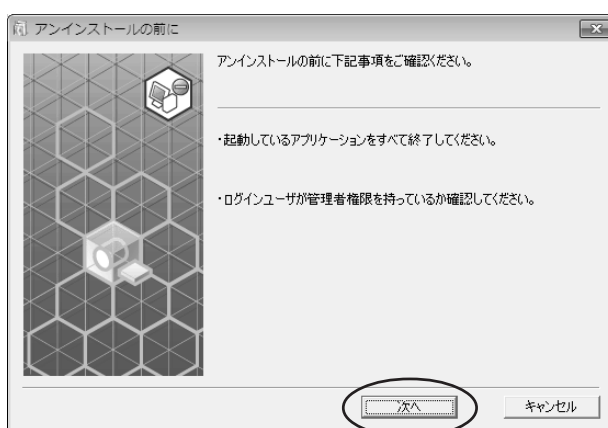 アンインストールの前に
アンインストールの前に下記事項をご確認ください。
・起動しているアプリケーションをすべて終了してください。
・ログインユーザが管理者権限を持っているか確認してください。
次へ
キャンセル